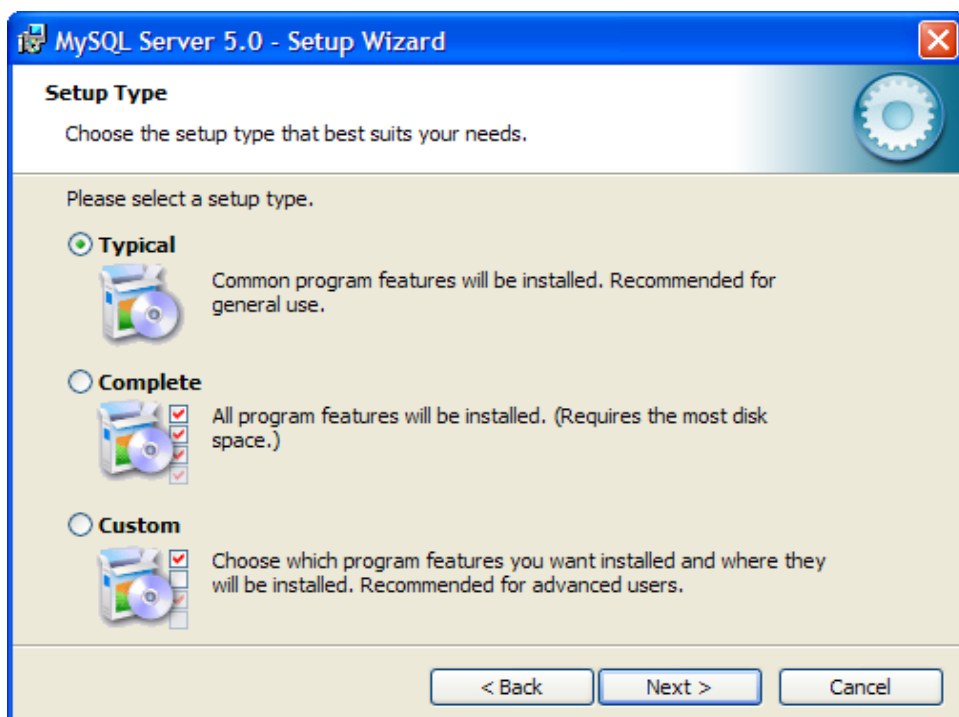 MySQL Server 5.0 - Setup Wizard
Setup Type
Choose the setup type that best suits your needs.
Please select a setup type.
Typical
Common program features will be installed. Recommended for
general use.
Complete
All program features will be installed. (Requires the most disk
space.)
Custom
Choose which program features you want installed and where they
will be installed. Recommended for advanced users.
< Back Next > Cancel